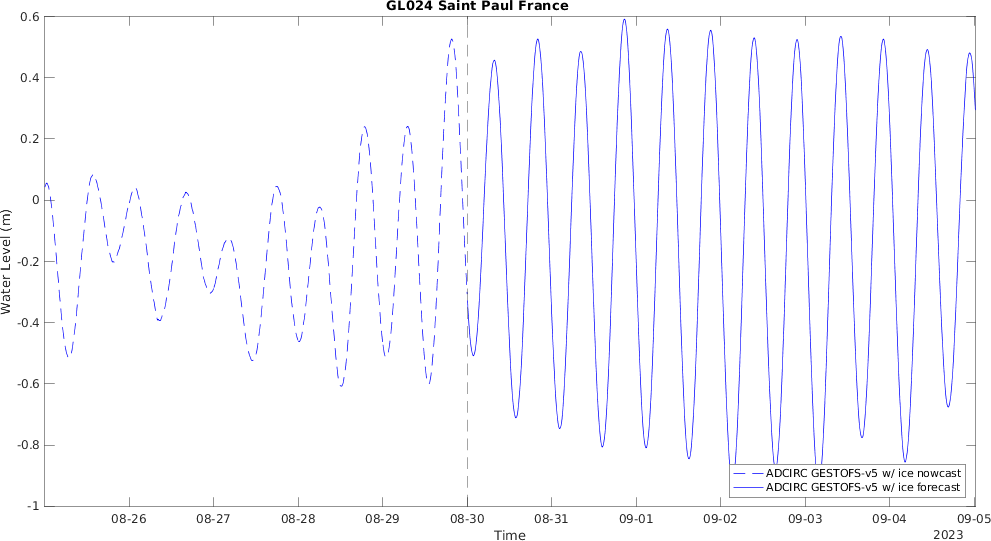 GL024 Saint Paul France
0.6
0.4
0.2
0
-0.2
-0.4
-0.6
-0.8
-1
Water Level (m)
ADCIRC GESTOFS-v5 w/ ice nowcast
ADCIRC GESTOFS-v5 w/ ice forecast
08-26 08-27 08-28 08-29 08-30 08-31 09-01 09-02 09-03 09-04 09-05
Time
2023